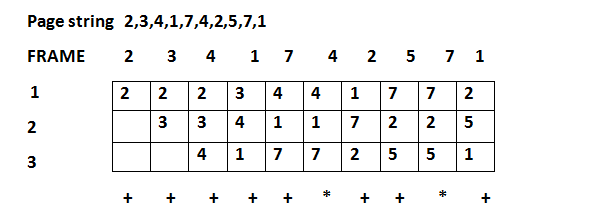 Page string 2,3,4,1,7,4,2,5,7,1
FRAME 2 3 4 1 7 4 2 5 7 1
1 2 2 2 3 4 4 1 7 7 2
2 3 3 4 1 1 7 2 2 5
3 4 1 7 7 2 5 5 1
+ + + + + * + + * +